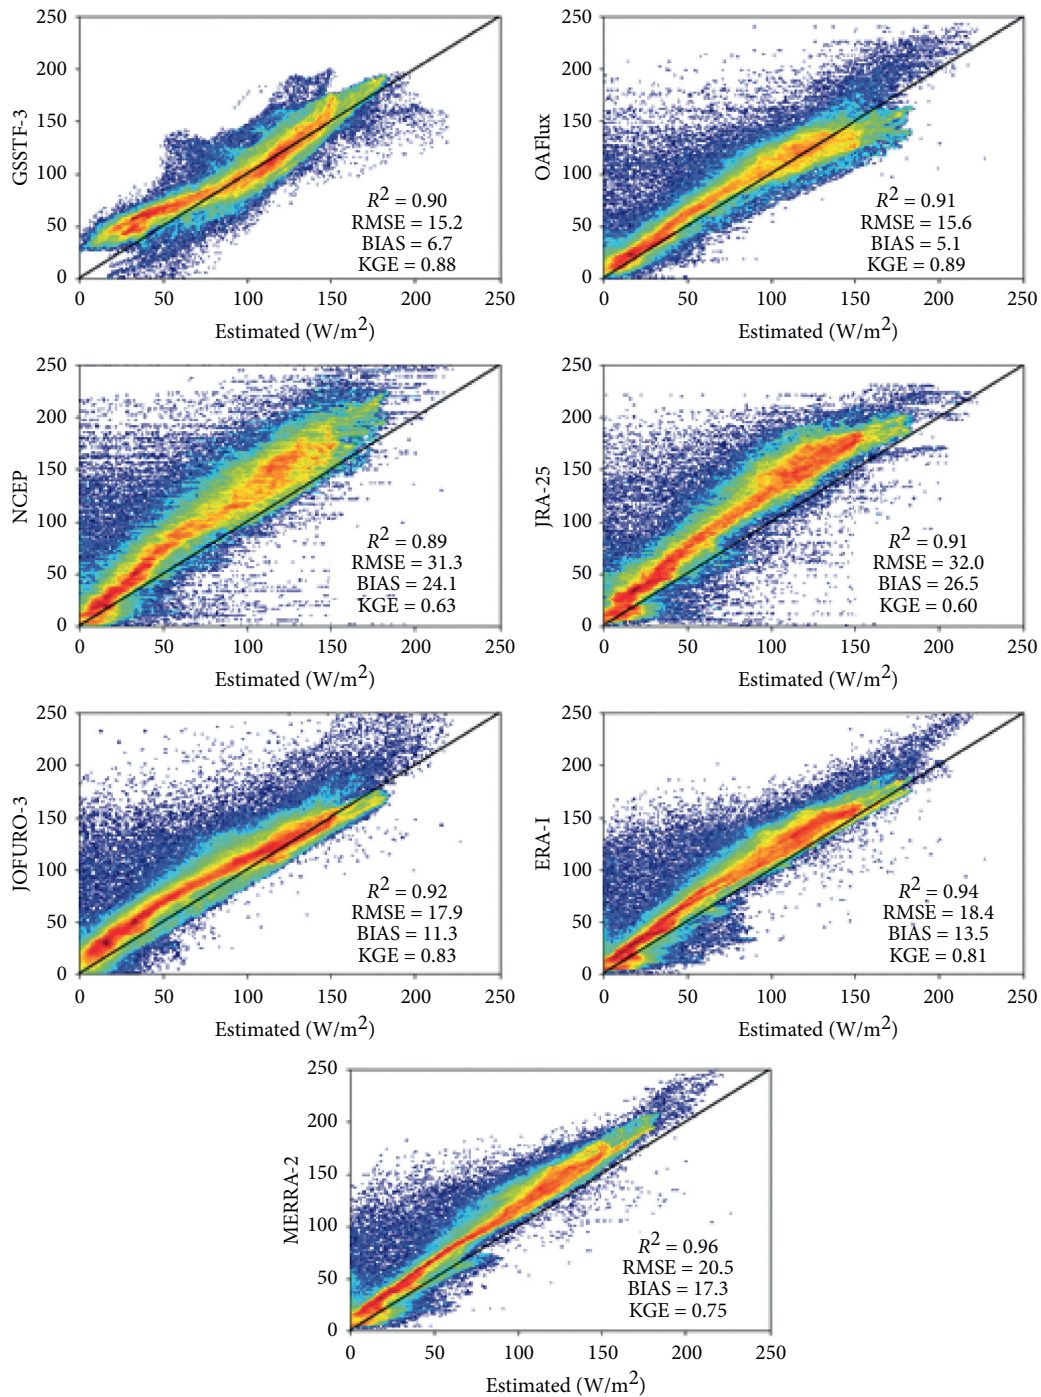 250
200
150
100
50
0
GSSTF-3
R² = 0.90
RMSE = 15.2
BIAS = 6.7
KGE = 0.88
0 50 100 150 200 250
Estimated (W/m²)
250
200
150
100
50
0
OAFlux
R² = 0.91
RMSE = 15.6
BIAS = 5.1
KGE = 0.89
0 50 100 150 200 250
Estimated (W/m²)
250
200
150
100
50
0
NCEP
R² = 0.89
RMSE = 31.3
BIAS = 24.1
KGE = 0.63
0 50 100 150 200 250
Estimated (W/m²)
250
200
150
100
50
0
JRA-25
R² = 0.91
RMSE = 32.0
BIAS = 26.5
KGE = 0.60
0 50 100 150 200 250
Estimated (W/m²)
250
200
150
100
50
0
JOFURO-3
R² = 0.92
RMSE = 17.9
BIAS = 11.3
KGE = 0.83
0 50 100 150 200 250
Estimated (W/m²)
250
200
150
100
50
0
ERA-I
R² = 0.94
RMSE = 18.4
BIAS = 13.5
KGE = 0.81
0 50 100 150 200 250
Estimated (W/m²)
250
200
150
100
50
0
MERRA-2
R² = 0.96
RMSE = 20.5
BIAS = 17.3
KGE = 0.75
0 50 100 150 200 250
Estimated (W/m²)